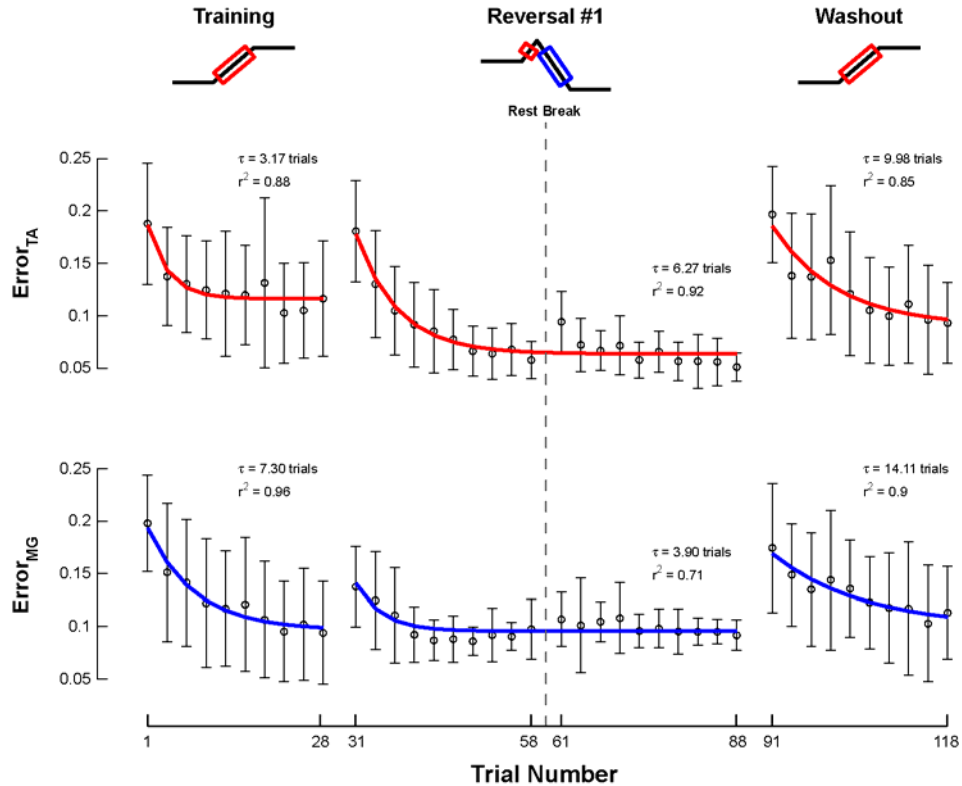 Training Reversal #1 Washout
Rest Break
0.25
0.2
0.15
0.1
0.05
Error_TA
τ = 3.17 trials
r² = 0.88
τ = 6.27 trials
r² = 0.92
τ = 9.98 trials
r² = 0.85
0.25
0.2
0.15
0.1
0.05
Error_MG
τ = 7.30 trials
r² = 0.96
τ = 3.90 trials
r² = 0.71
τ = 14.11 trials
r² = 0.9
1 28 31 58 61 88 91 118
Trial Number